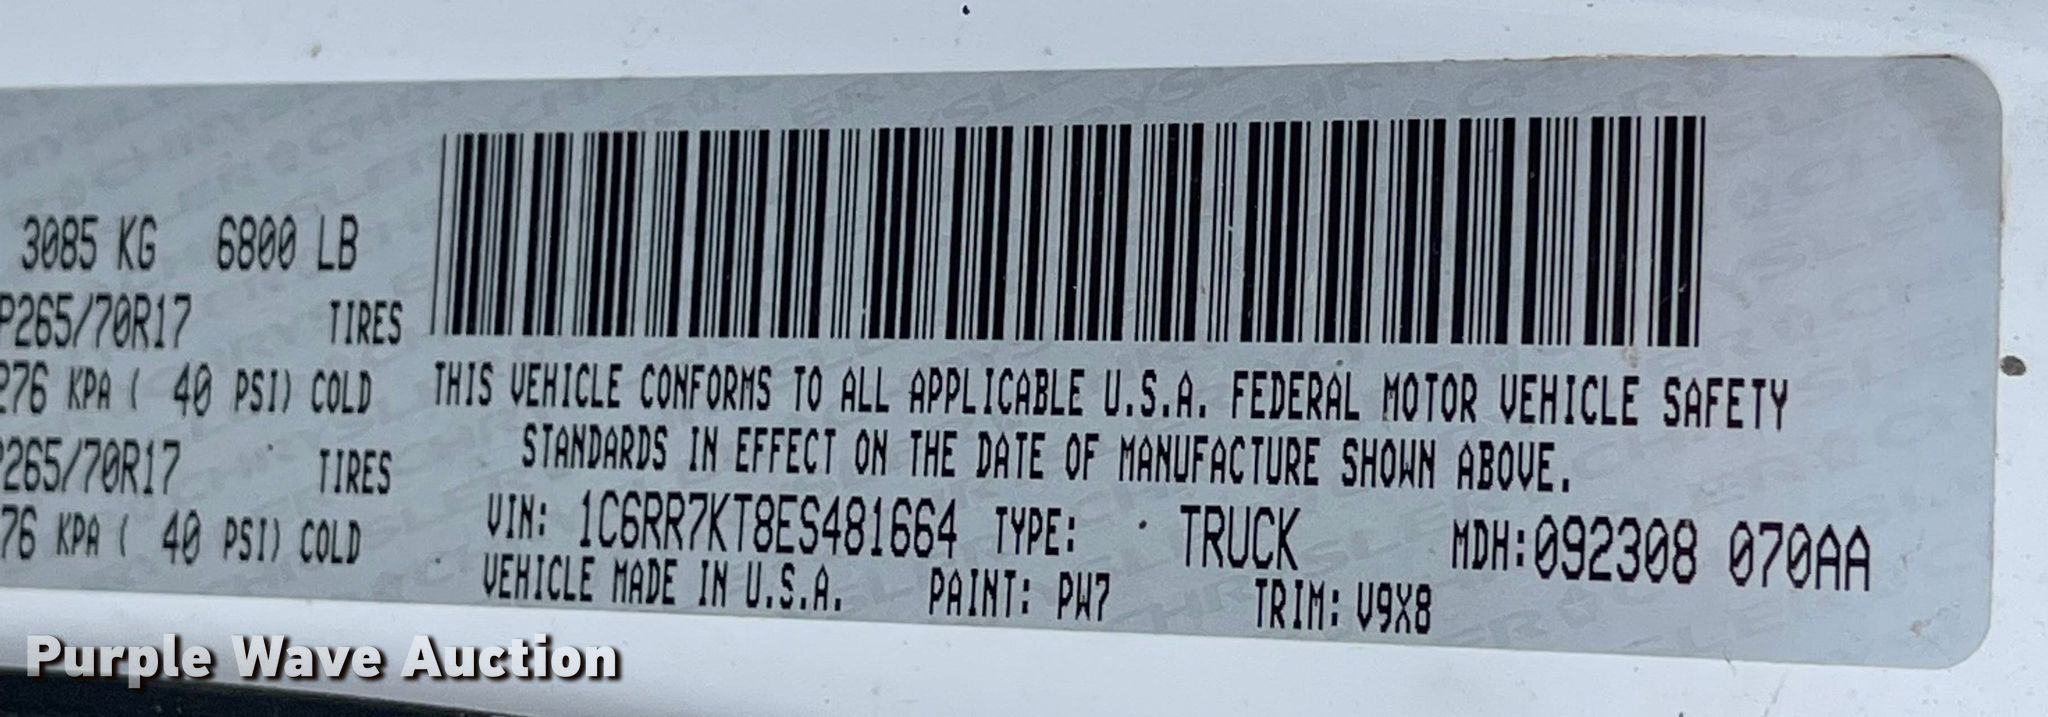 3085 KG 6800 LB
P265/70R17 TIRES
276 KPA ( 40 PSI) COLD
P265/70R17 TIRES
76 KPA ( 40 PSI) COLD
THIS VEHICLE CONFORMS TO ALL APPLICABLE U.S.A. FEDERAL MOTOR VEHICLE SAFETY
STANDARDS IN EFFECT ON THE DATE OF MANUFACTURE SHOWN ABOVE.
VIN: 1C6RR7KT8ES481664 TYPE: TRUCK MDH:092308 070AA
VEHICLE MADE IN U.S.A. PAINT: PW7 TRIM: V9X8
Purple Wave Auction